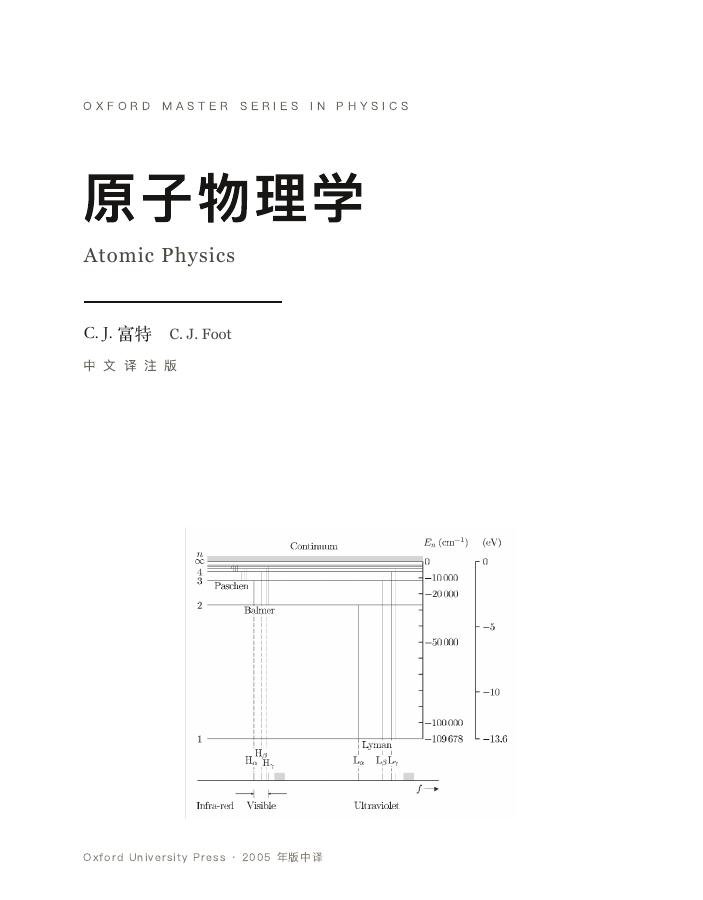 OXFORD MASTER SERIES IN PHYSICS
原子物理学
Atomic Physics
C. J. 富特 C. J. Foot
中文译注版
Continuum
Eₙ (cm⁻¹) (eV)
n
∞ 0 0
4
3 −10 000
Paschen
−20 000
2
Balmer
−5
−50 000
−10
−100 000
1 −109 678 −13.6
Lyman
Hα Hβ Hγ Lα Lβ Lγ
f
Infra-red Visible Ultraviolet
Oxford University Press · 2005 年版中译